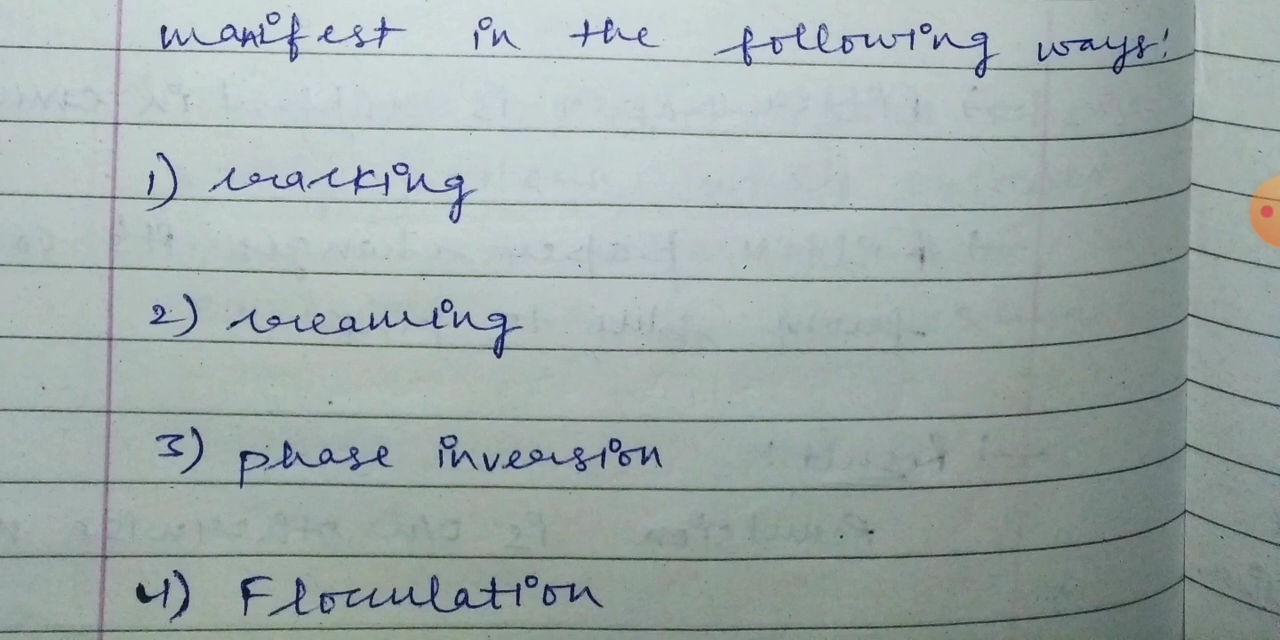 manifest in the following ways:
1) cracking
2) creaming
3) phase inversion
4) Flocculation